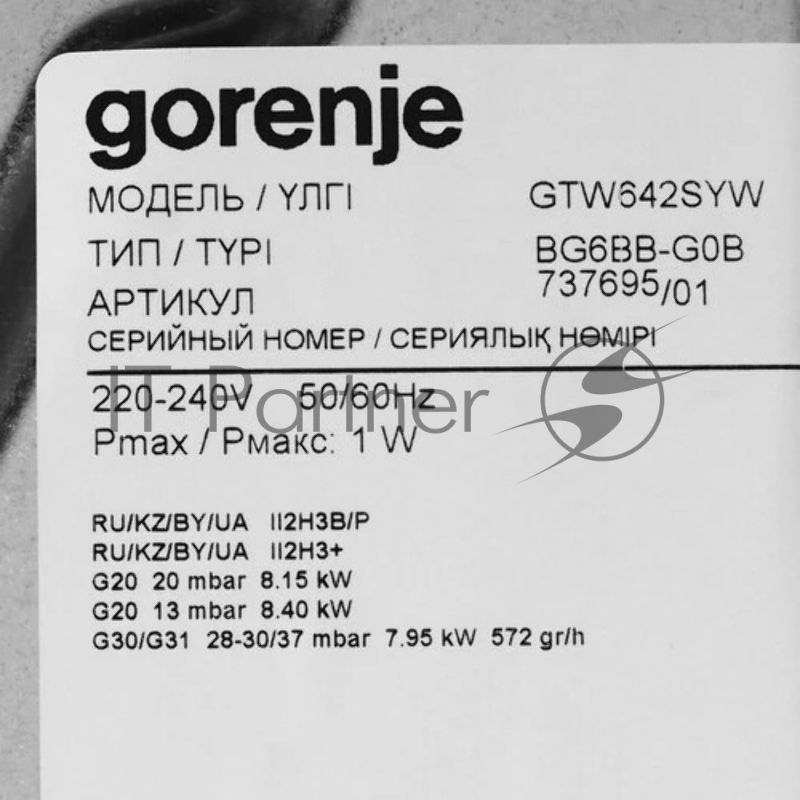 gorenje
МОДЕЛЬ / ҮЛГІ GTW642SYW
ТИП / ТҮРІ BG6BB-G0B
АРТИКУЛ 737695/01
СЕРИЙНЫЙ НОМЕР / СЕРИЯЛЫҚ НӨМІРІ
220-240V 50/60Hz
IT Partner
Pmax / Рмакс: 1 W
RU/KZ/BY/UA II2H3B/P
RU/KZ/BY/UA II2H3+
G20 20 mbar 8.15 kW
G20 13 mbar 8.40 kW
G30/G31 28-30/37 mbar 7.95 kW 572 gr/h